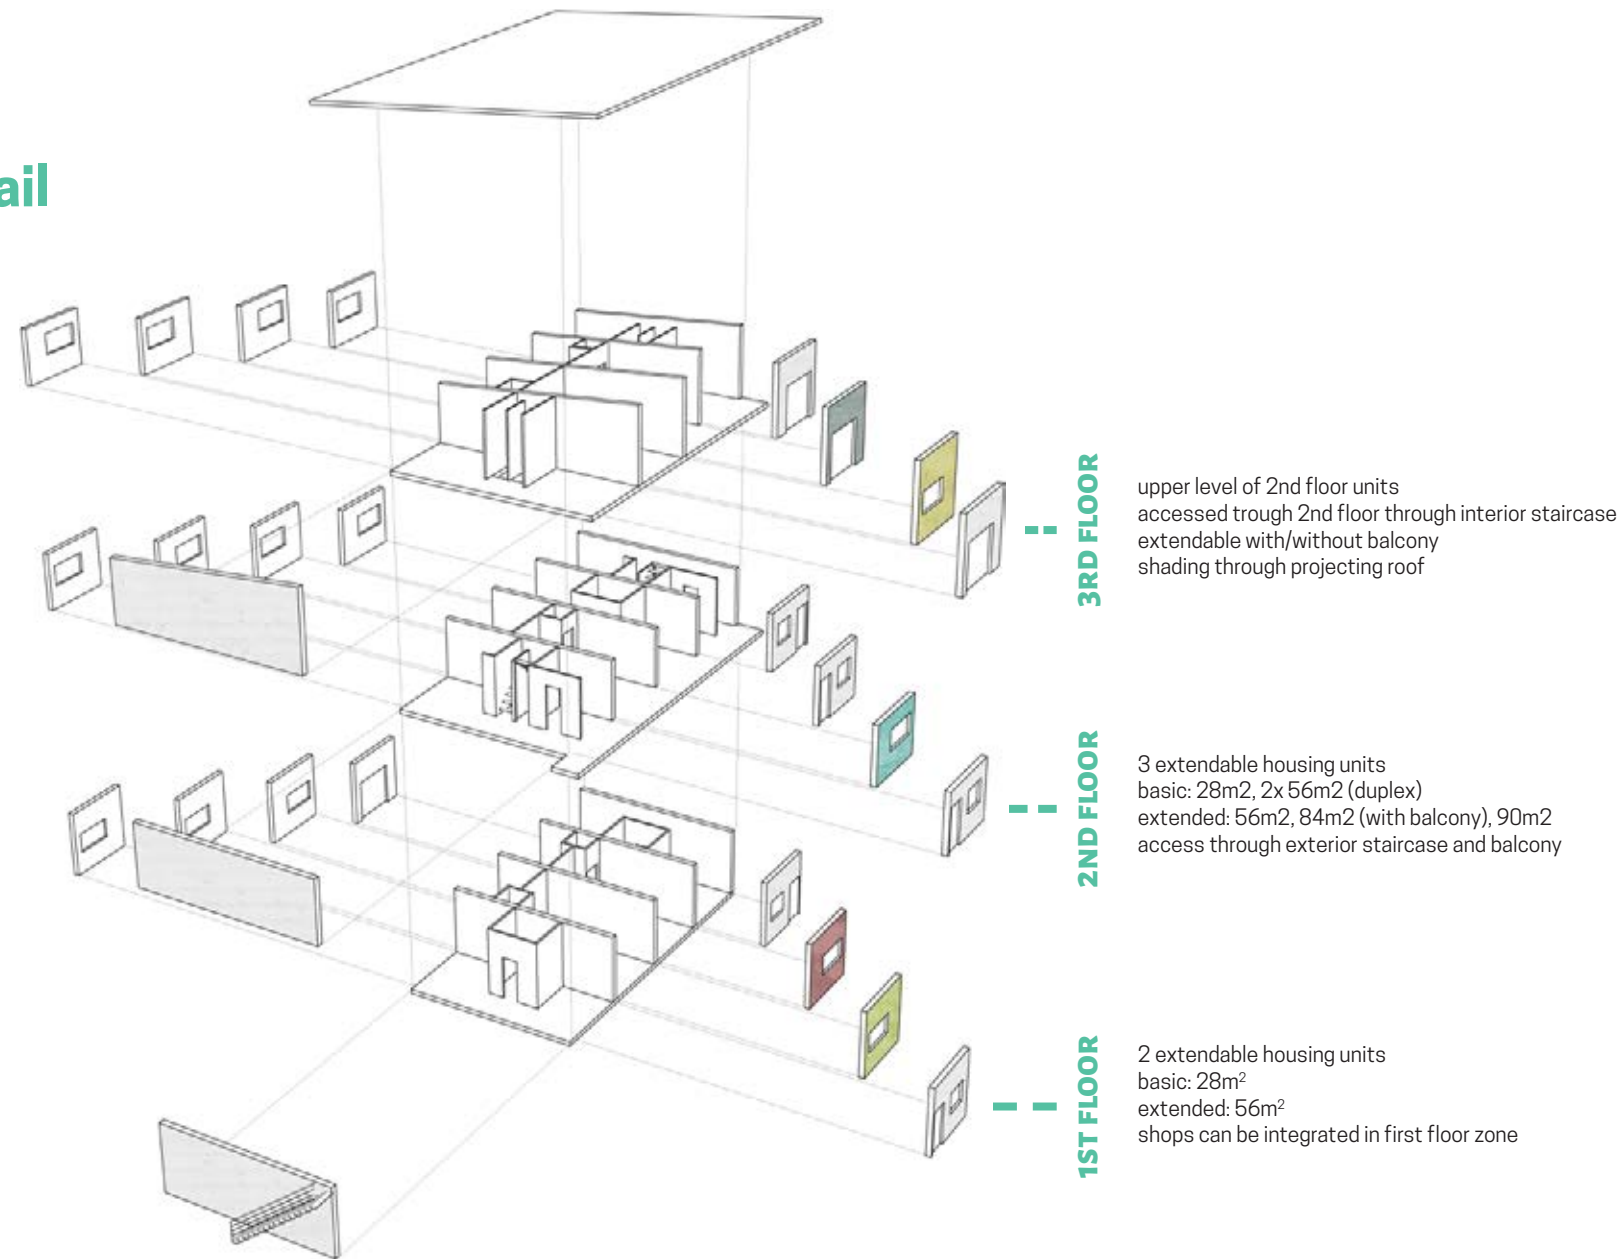 ail
3RD FLOOR
upper level of 2nd floor units
accessed trough 2nd floor through interior staircase
extendable with/without balcony
shading through projecting roof
2ND FLOOR
3 extendable housing units
basic: 28m2, 2x 56m2 (duplex)
extended: 56m2, 84m2 (with balcony), 90m2
access through exterior staircase and balcony
1ST FLOOR
2 extendable housing units
basic: 28m²
extended: 56m²
shops can be integrated in first floor zone